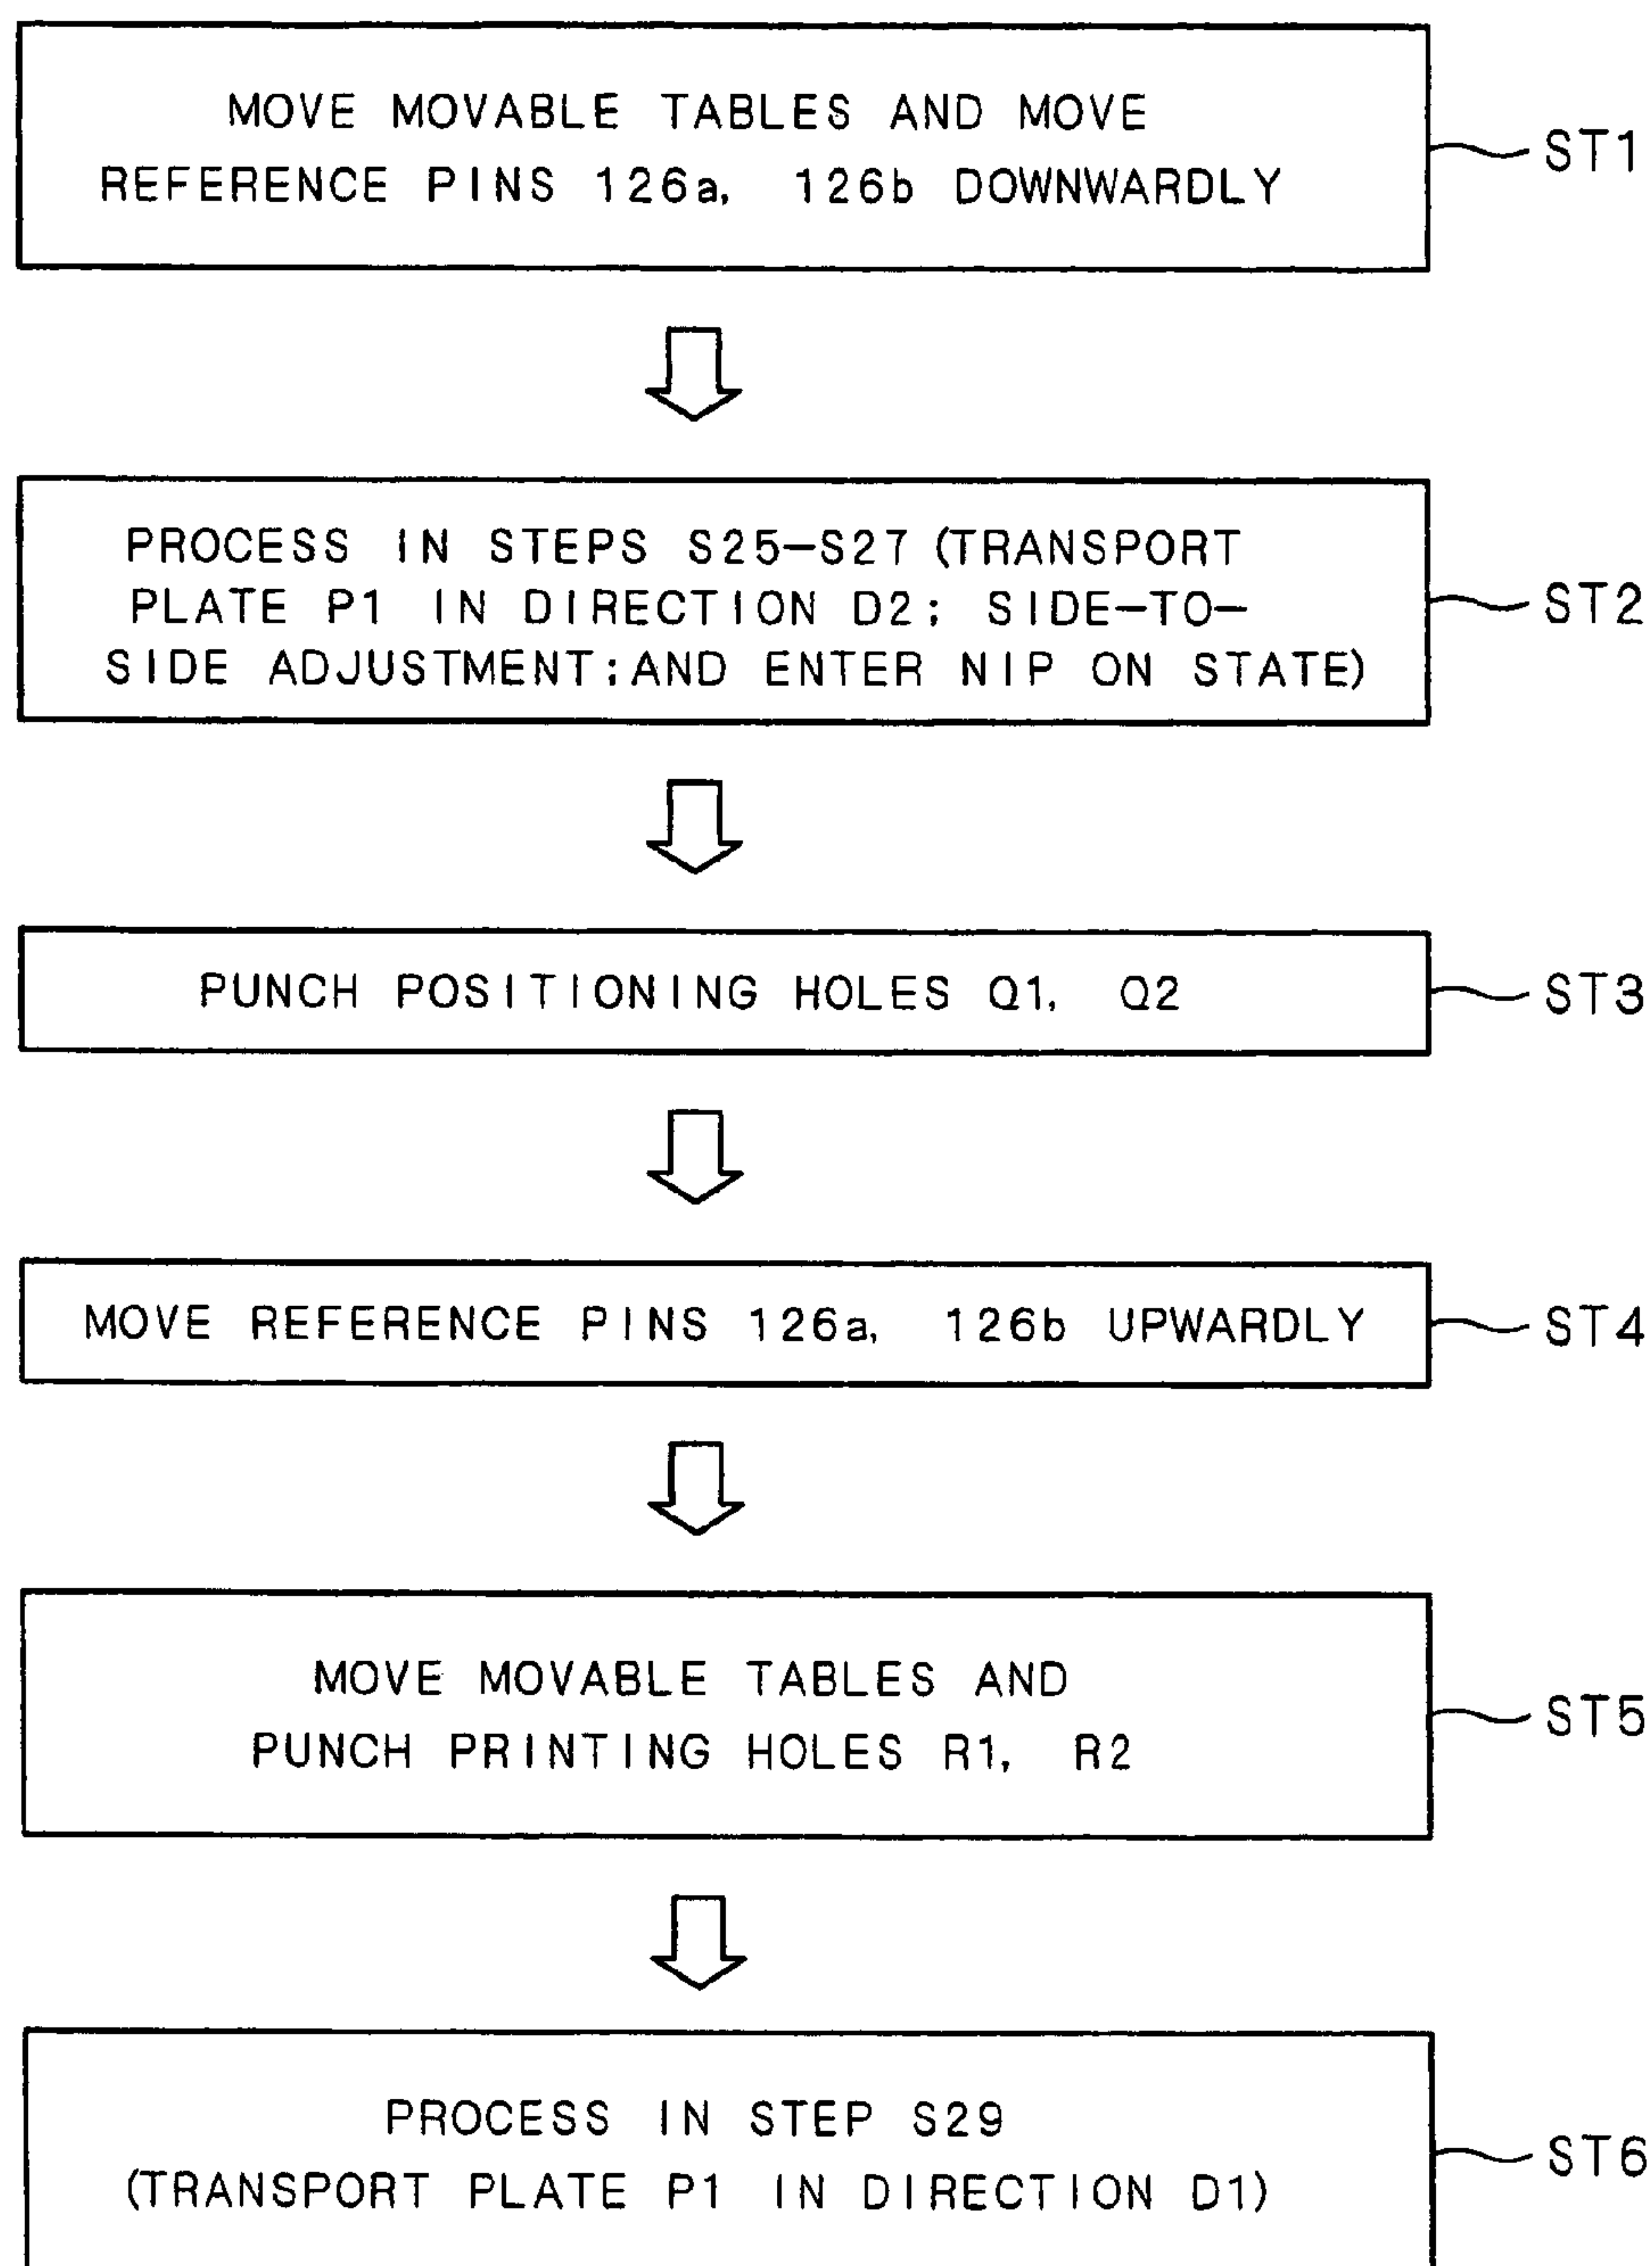 MOVE MOVABLE TABLES AND MOVE
REFERENCE PINS 126a, 126b DOWNWARDLY
ST1
PROCESS IN STEPS S25-S27 (TRANSPORT
PLATE P1 IN DIRECTION D2; SIDE-TO-
SIDE ADJUSTMENT;AND ENTER NIP ON STATE)
ST2
PUNCH POSITIONING HOLES Q1, Q2
ST3
MOVE REFERENCE PINS 126a, 126b UPWARDLY
ST4
MOVE MOVABLE TABLES AND
PUNCH PRINTING HOLES R1, R2
ST5
PROCESS IN STEP S29
(TRANSPORT PLATE P1 IN DIRECTION D1)
ST6